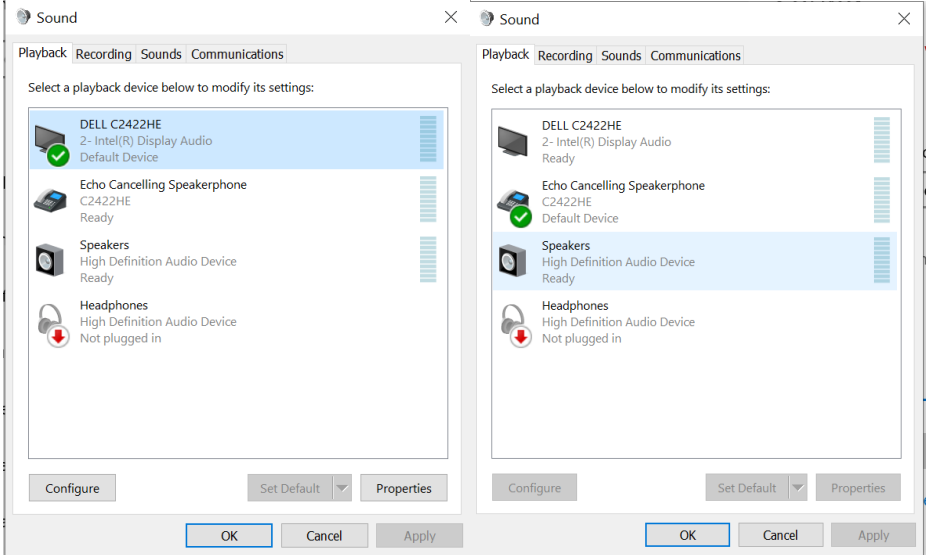 Sound
Playback Recording Sounds Communications
Select a playback device below to modify its settings:
DELL C2422HE
2- Intel(R) Display Audio
Default Device
Echo Cancelling Speakerphone
C2422HE
Ready
Speakers
High Definition Audio Device
Ready
Headphones
High Definition Audio Device
Not plugged in
Configure Set Default Properties
OK Cancel Apply
Sound
Playback Recording Sounds Communications
Select a playback device below to modify its settings:
DELL C2422HE
2- Intel(R) Display Audio
Ready
Echo Cancelling Speakerphone
C2422HE
Default Device
Speakers
High Definition Audio Device
Ready
Headphones
High Definition Audio Device
Not plugged in
Configure Set Default Properties
OK Cancel Apply